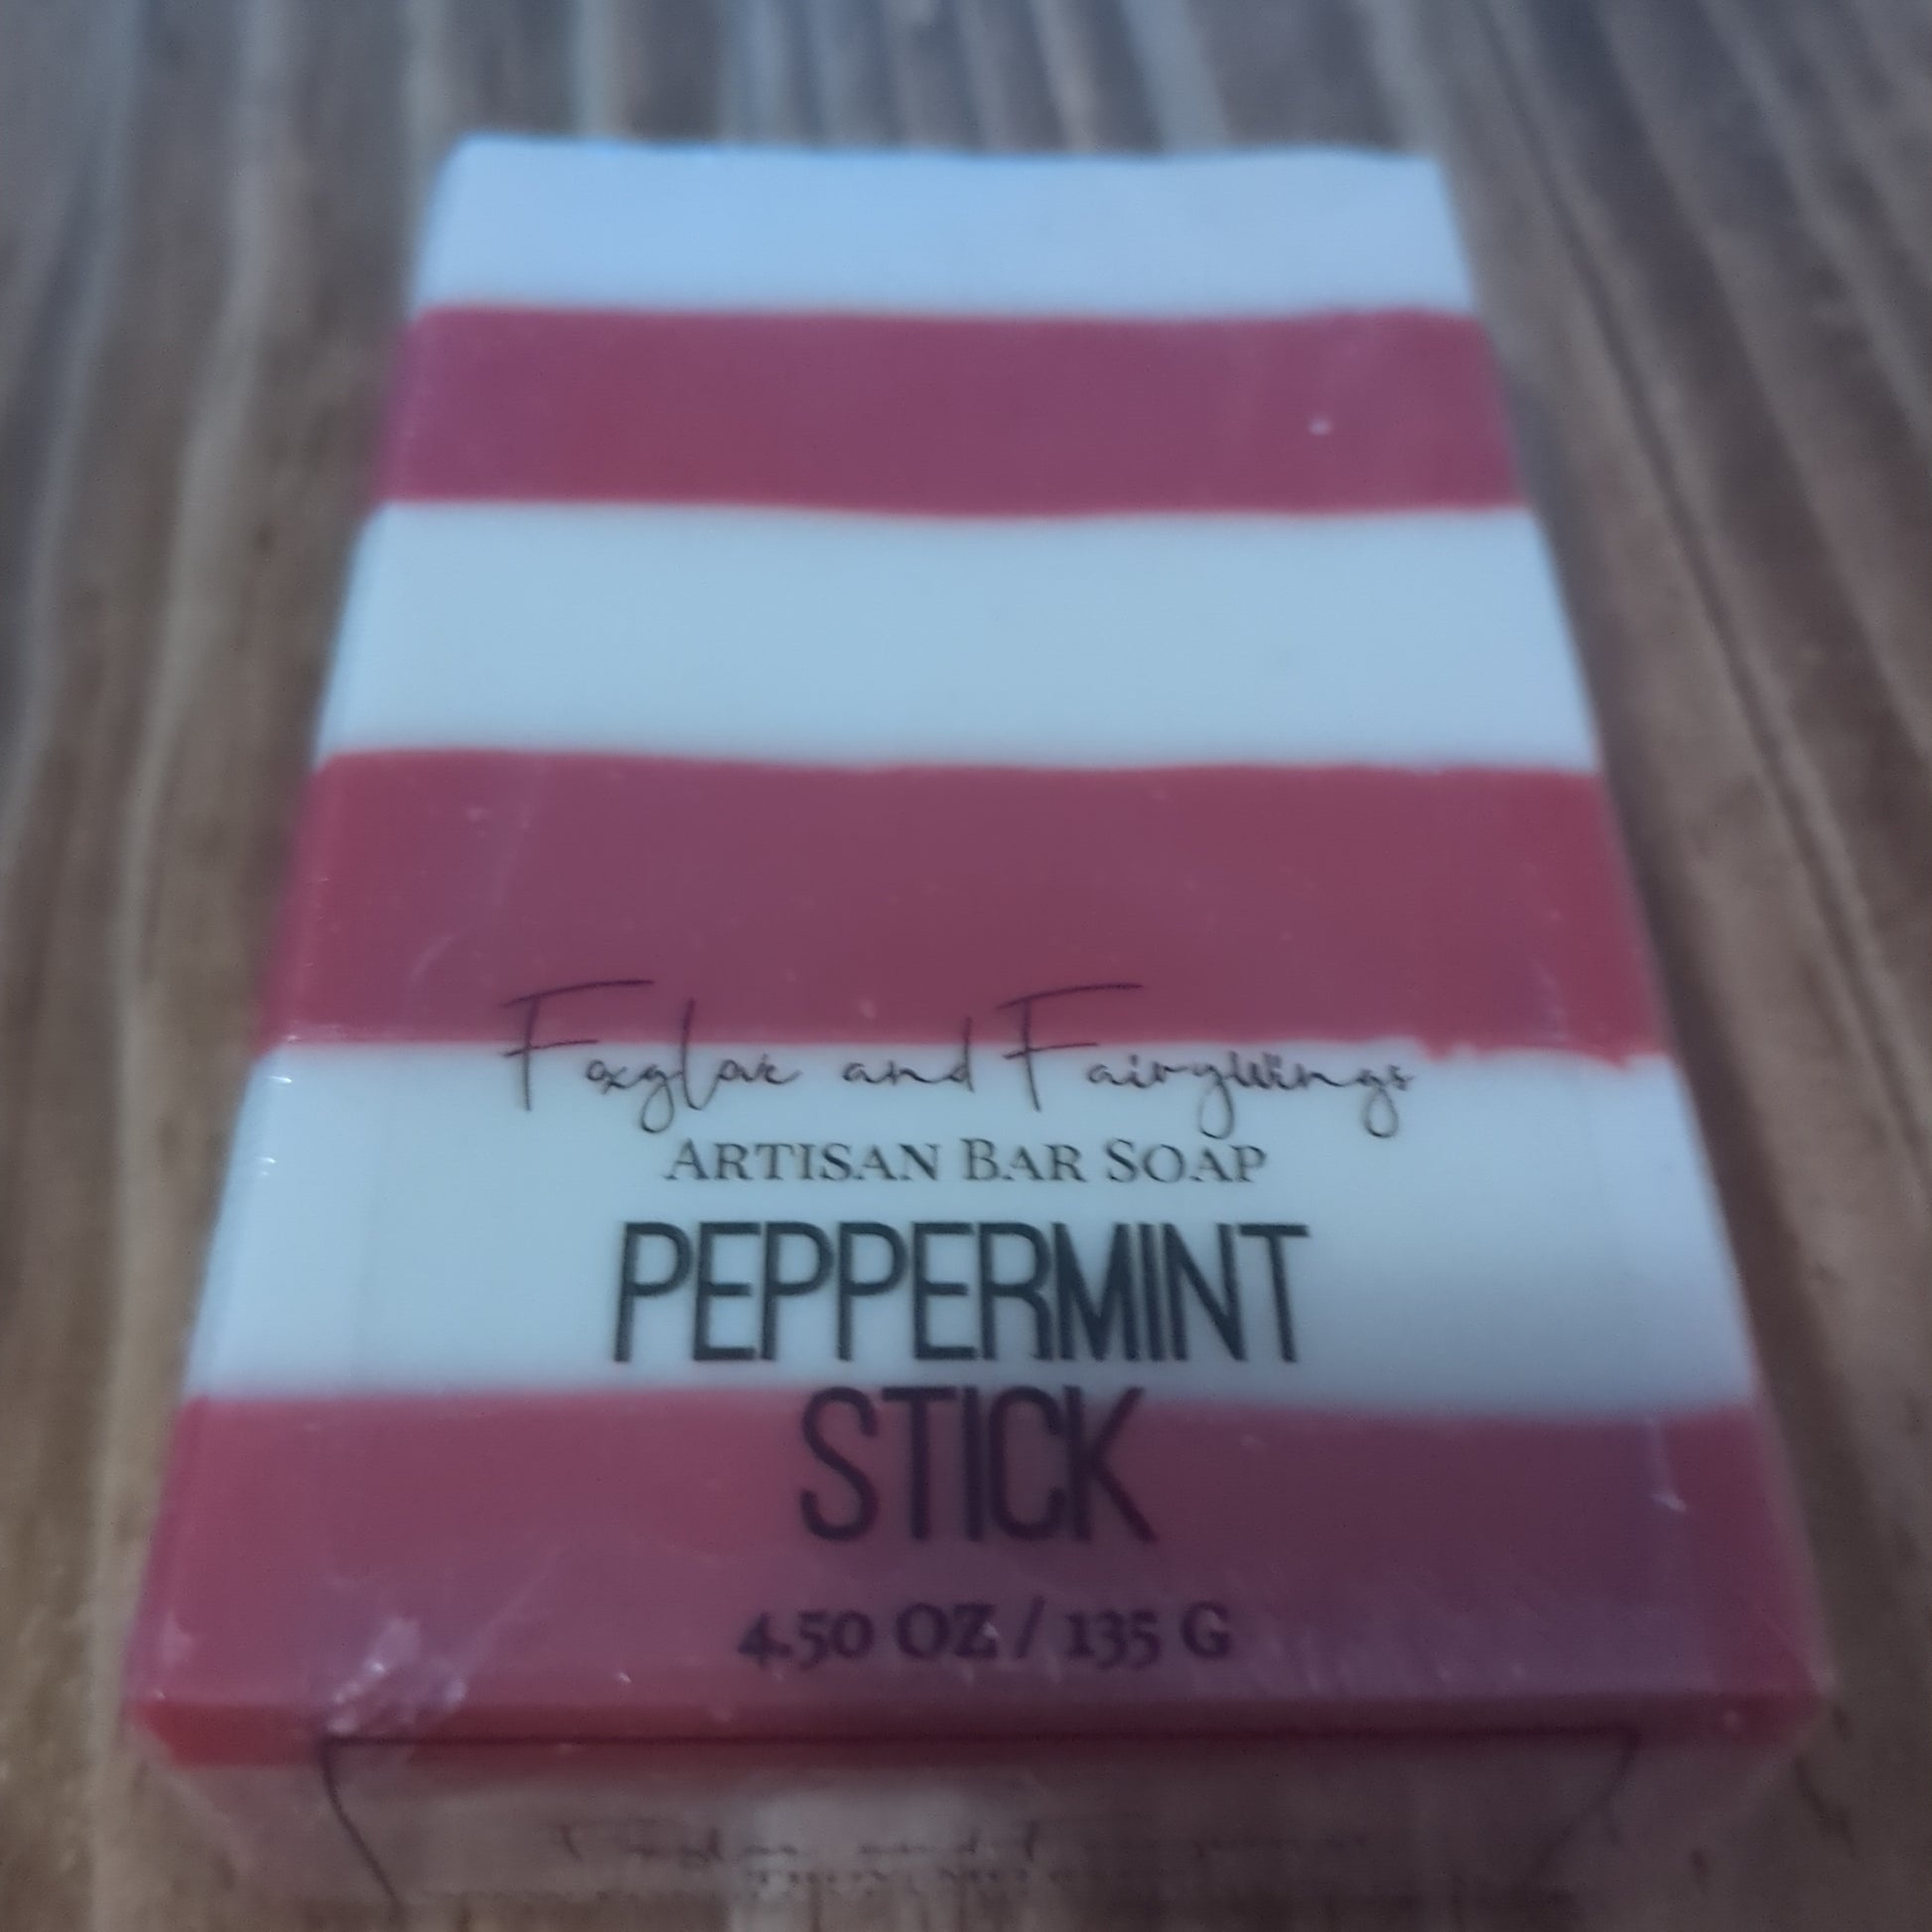 Foxglove and FairyWings
ARTISAN BAR SOAP
PEPPERMINT
STICK
4.50 OZ / 135 G